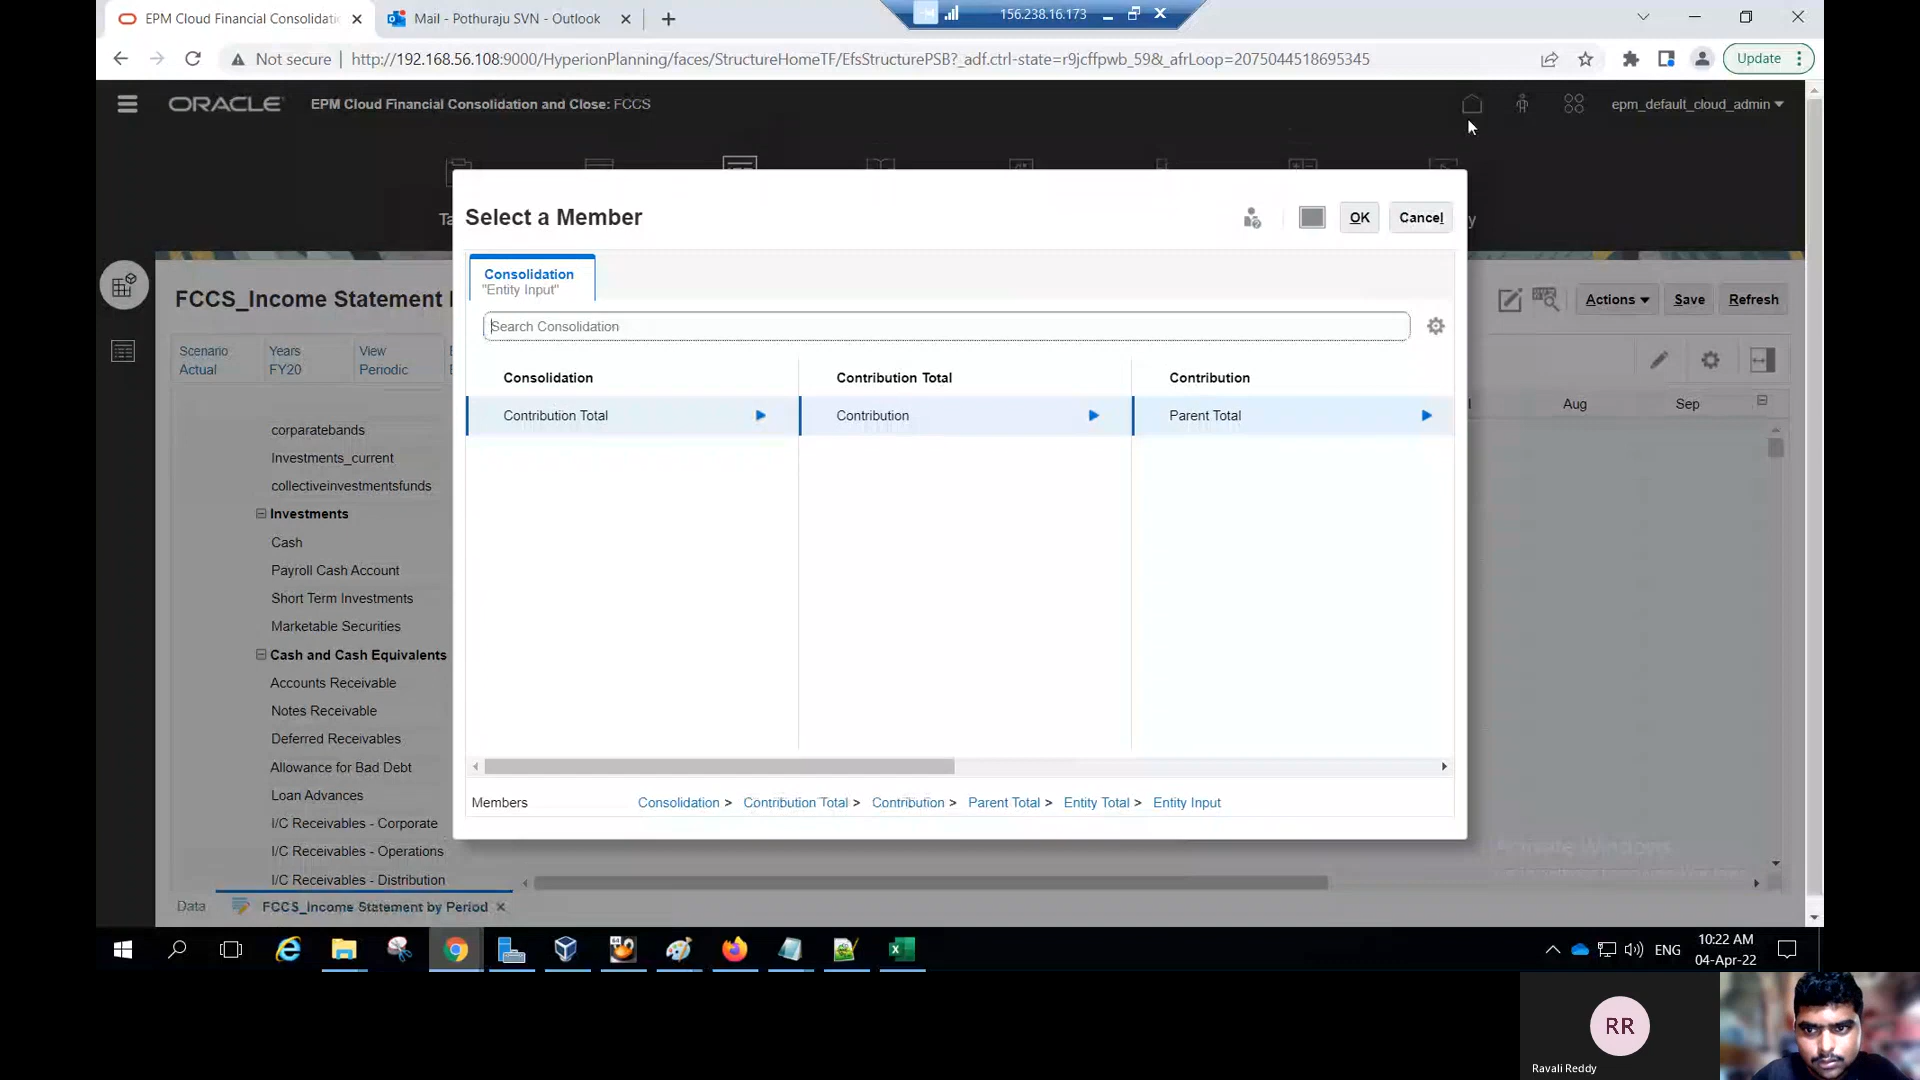 EPM Cloud Financial Consolidatio
Mail - Pothuraju SVN - Outlook
156.238.16.173
Not secure
http://192.168.56.108:9000/HyperionPlanning/faces/StructureHomeTF/EfsStructurePSB?_adf.ctrl-state=r9jcffpwb_59&_afrLoop=2075044518695345
Update
ORACLE
EPM Cloud Financial Consolidation and Close: FCCS
epm_default_cloud_admin
Ta
y
Select a Member
OK
Cancel
Consolidation
"Entity Input"
FCCS_Income Statement
Actions
Save
Refresh
Search Consolidation
Scenario
Actual
Years
FY20
View
Periodic
Consolidation
Contribution Total
Contribution
Aug
Sep
Contribution Total
Contribution
Parent Total
corparatebands
Investments_current
collectiveinvestmentsfunds
Investments
Cash
Payroll Cash Account
Short Term Investments
Marketable Securities
Cash and Cash Equivalents
Accounts Receivable
Notes Receivable
Deferred Receivables
Allowance for Bad Debt
Loan Advances
I/C Receivables - Corporate
I/C Receivables - Operations
I/C Receivables - Distribution
Members
Consolidation > Contribution Total > Contribution > Parent Total > Entity Total > Entity Input
Activate Windows
Data
FCCS_Income Statement by Period
ENG
10:22 AM
04-Apr-22
RR
Ravali Reddy